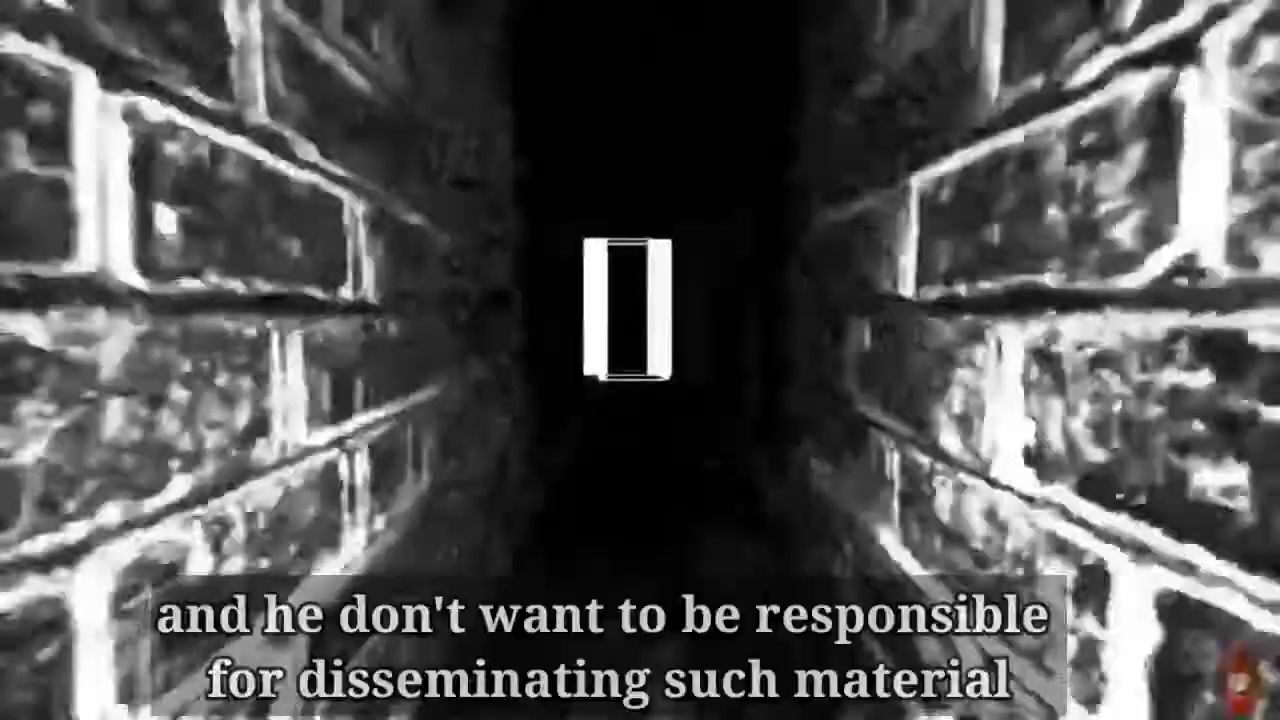 and he don't want to be responsible
for disseminating such material